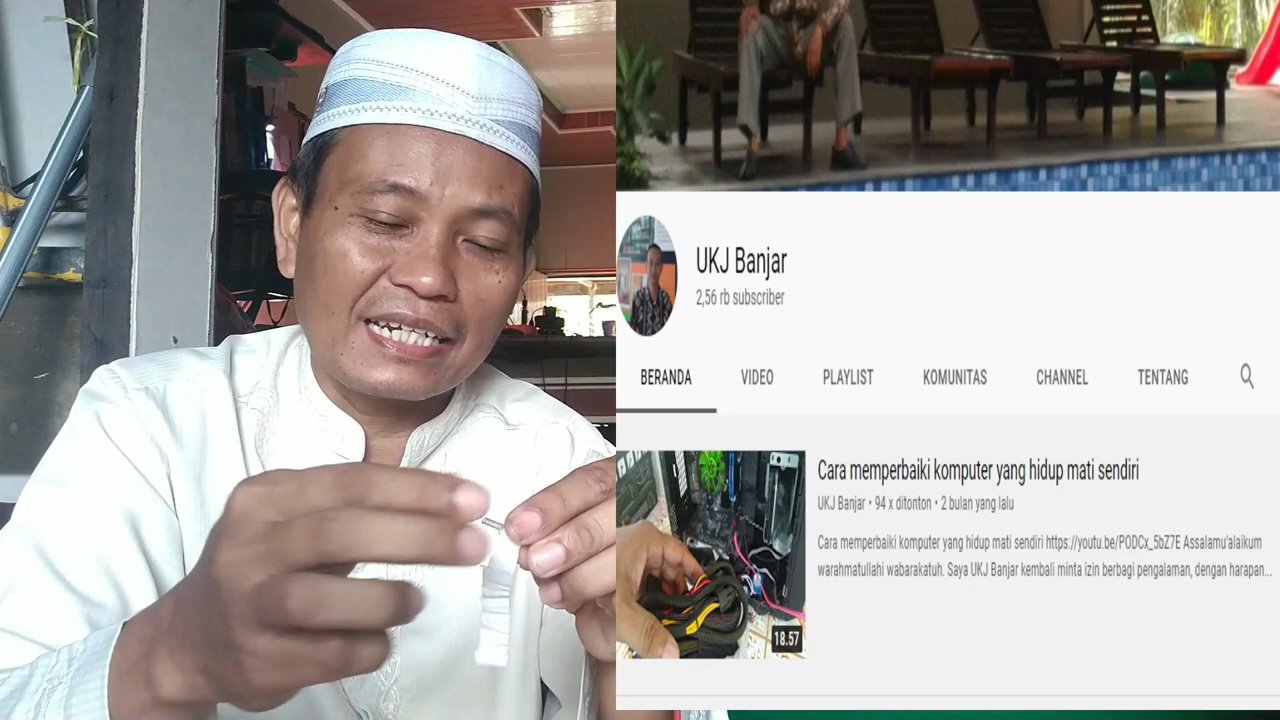 UKJ Banjar
2,56 rb subscriber
BERANDA VIDEO PLAYLIST KOMUNITAS CHANNEL TENTANG
Cara memperbaiki komputer yang hidup mati sendiri
UKJ Banjar • 94 x ditonton • 2 bulan yang lalu
Cara memperbaiki komputer yang hidup mati sendiri https://youtu.be/PODCx_5bZ7E Assalamu'alaikum
warahmatullahi wabarakatuh. Saya UKJ Banjar kembali minta izin berbagi pengalaman, dengan harapan...
18.57